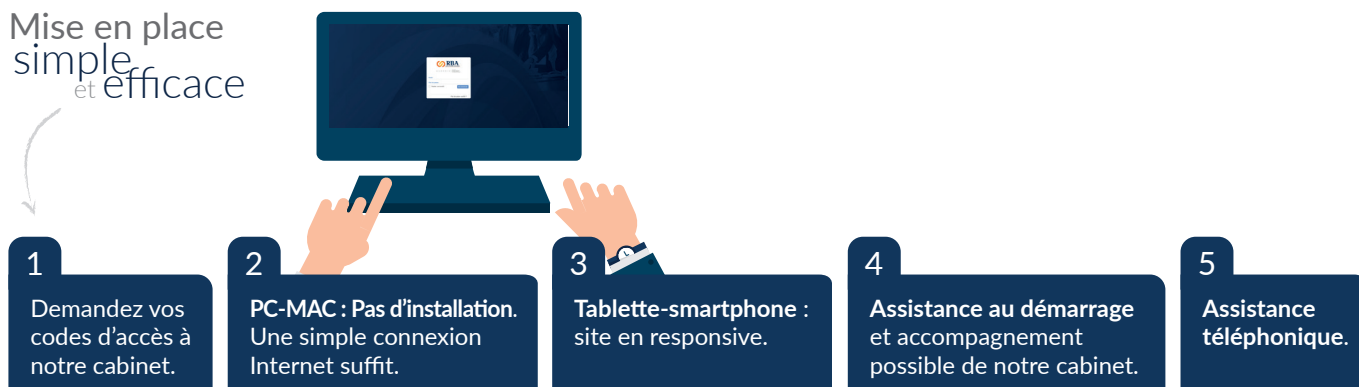 Mise en place
simple
et efficace
RBA
1
Demandez vos
codes d'accès à
notre cabinet.
2
PC-MAC : Pas d'installation.
Une simple connexion
Internet suffit.
3
Tablette-smartphone :
site en responsive.
4
Assistance au démarrage
et accompagnement
possible de notre cabinet.
5
Assistance
téléphonique.